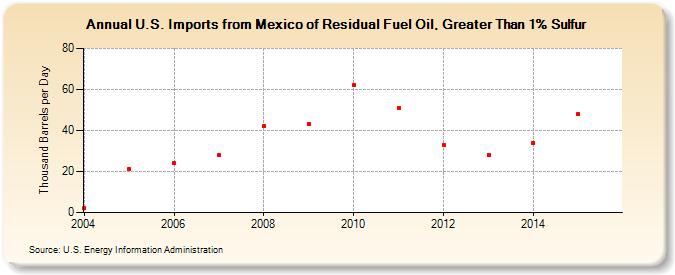 Annual U.S. Imports from Mexico of Residual Fuel Oil, Greater Than 1% Sulfur
Thousand Barrels per Day
80
60
40
20
0
2004 2006 2008 2010 2012 2014
Source: U.S. Energy Information Administration